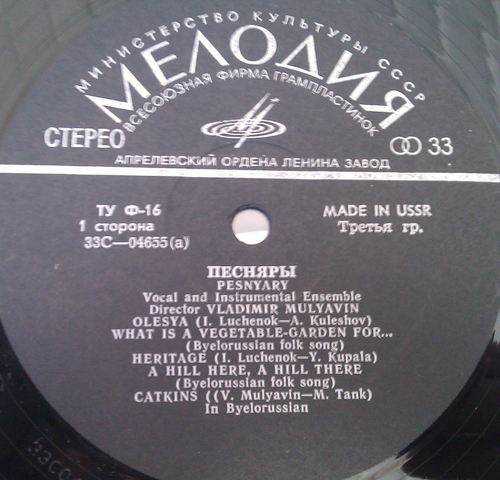 МИНИСТЕРСТВО КУЛЬТУРЫ СССР
МЕЛОДИЯ
ВСЕСОЮЗНАЯ ФИРМА ГРАМПЛАСТИНОК
СТЕРЕО
33
АПРЕЛЕВСКИЙ ОРДЕНА ЛЕНИНА ЗАВОД
ТУ Ф-16
MADE IN USSR
1 сторона
Третья гр.
33С—04655(а)
ПЕСНЯРЫ
PESNYARY
Vocal and Instrumental Ensemble
Director VLADIMIR MULYAVIN
OLESYA (I. Luchenok—A. Kuleshov)
WHAT IS A VEGETABLE-GARDEN FOR...
(Byelorussian folk song)
HERITAGE (I. Luchenok—Y. Kupala)
A HILL HERE, A HILL THERE
(Byelorussian folk song)
CATKINS ((V. Mulyavin—M. Tank)
In Byelorussian